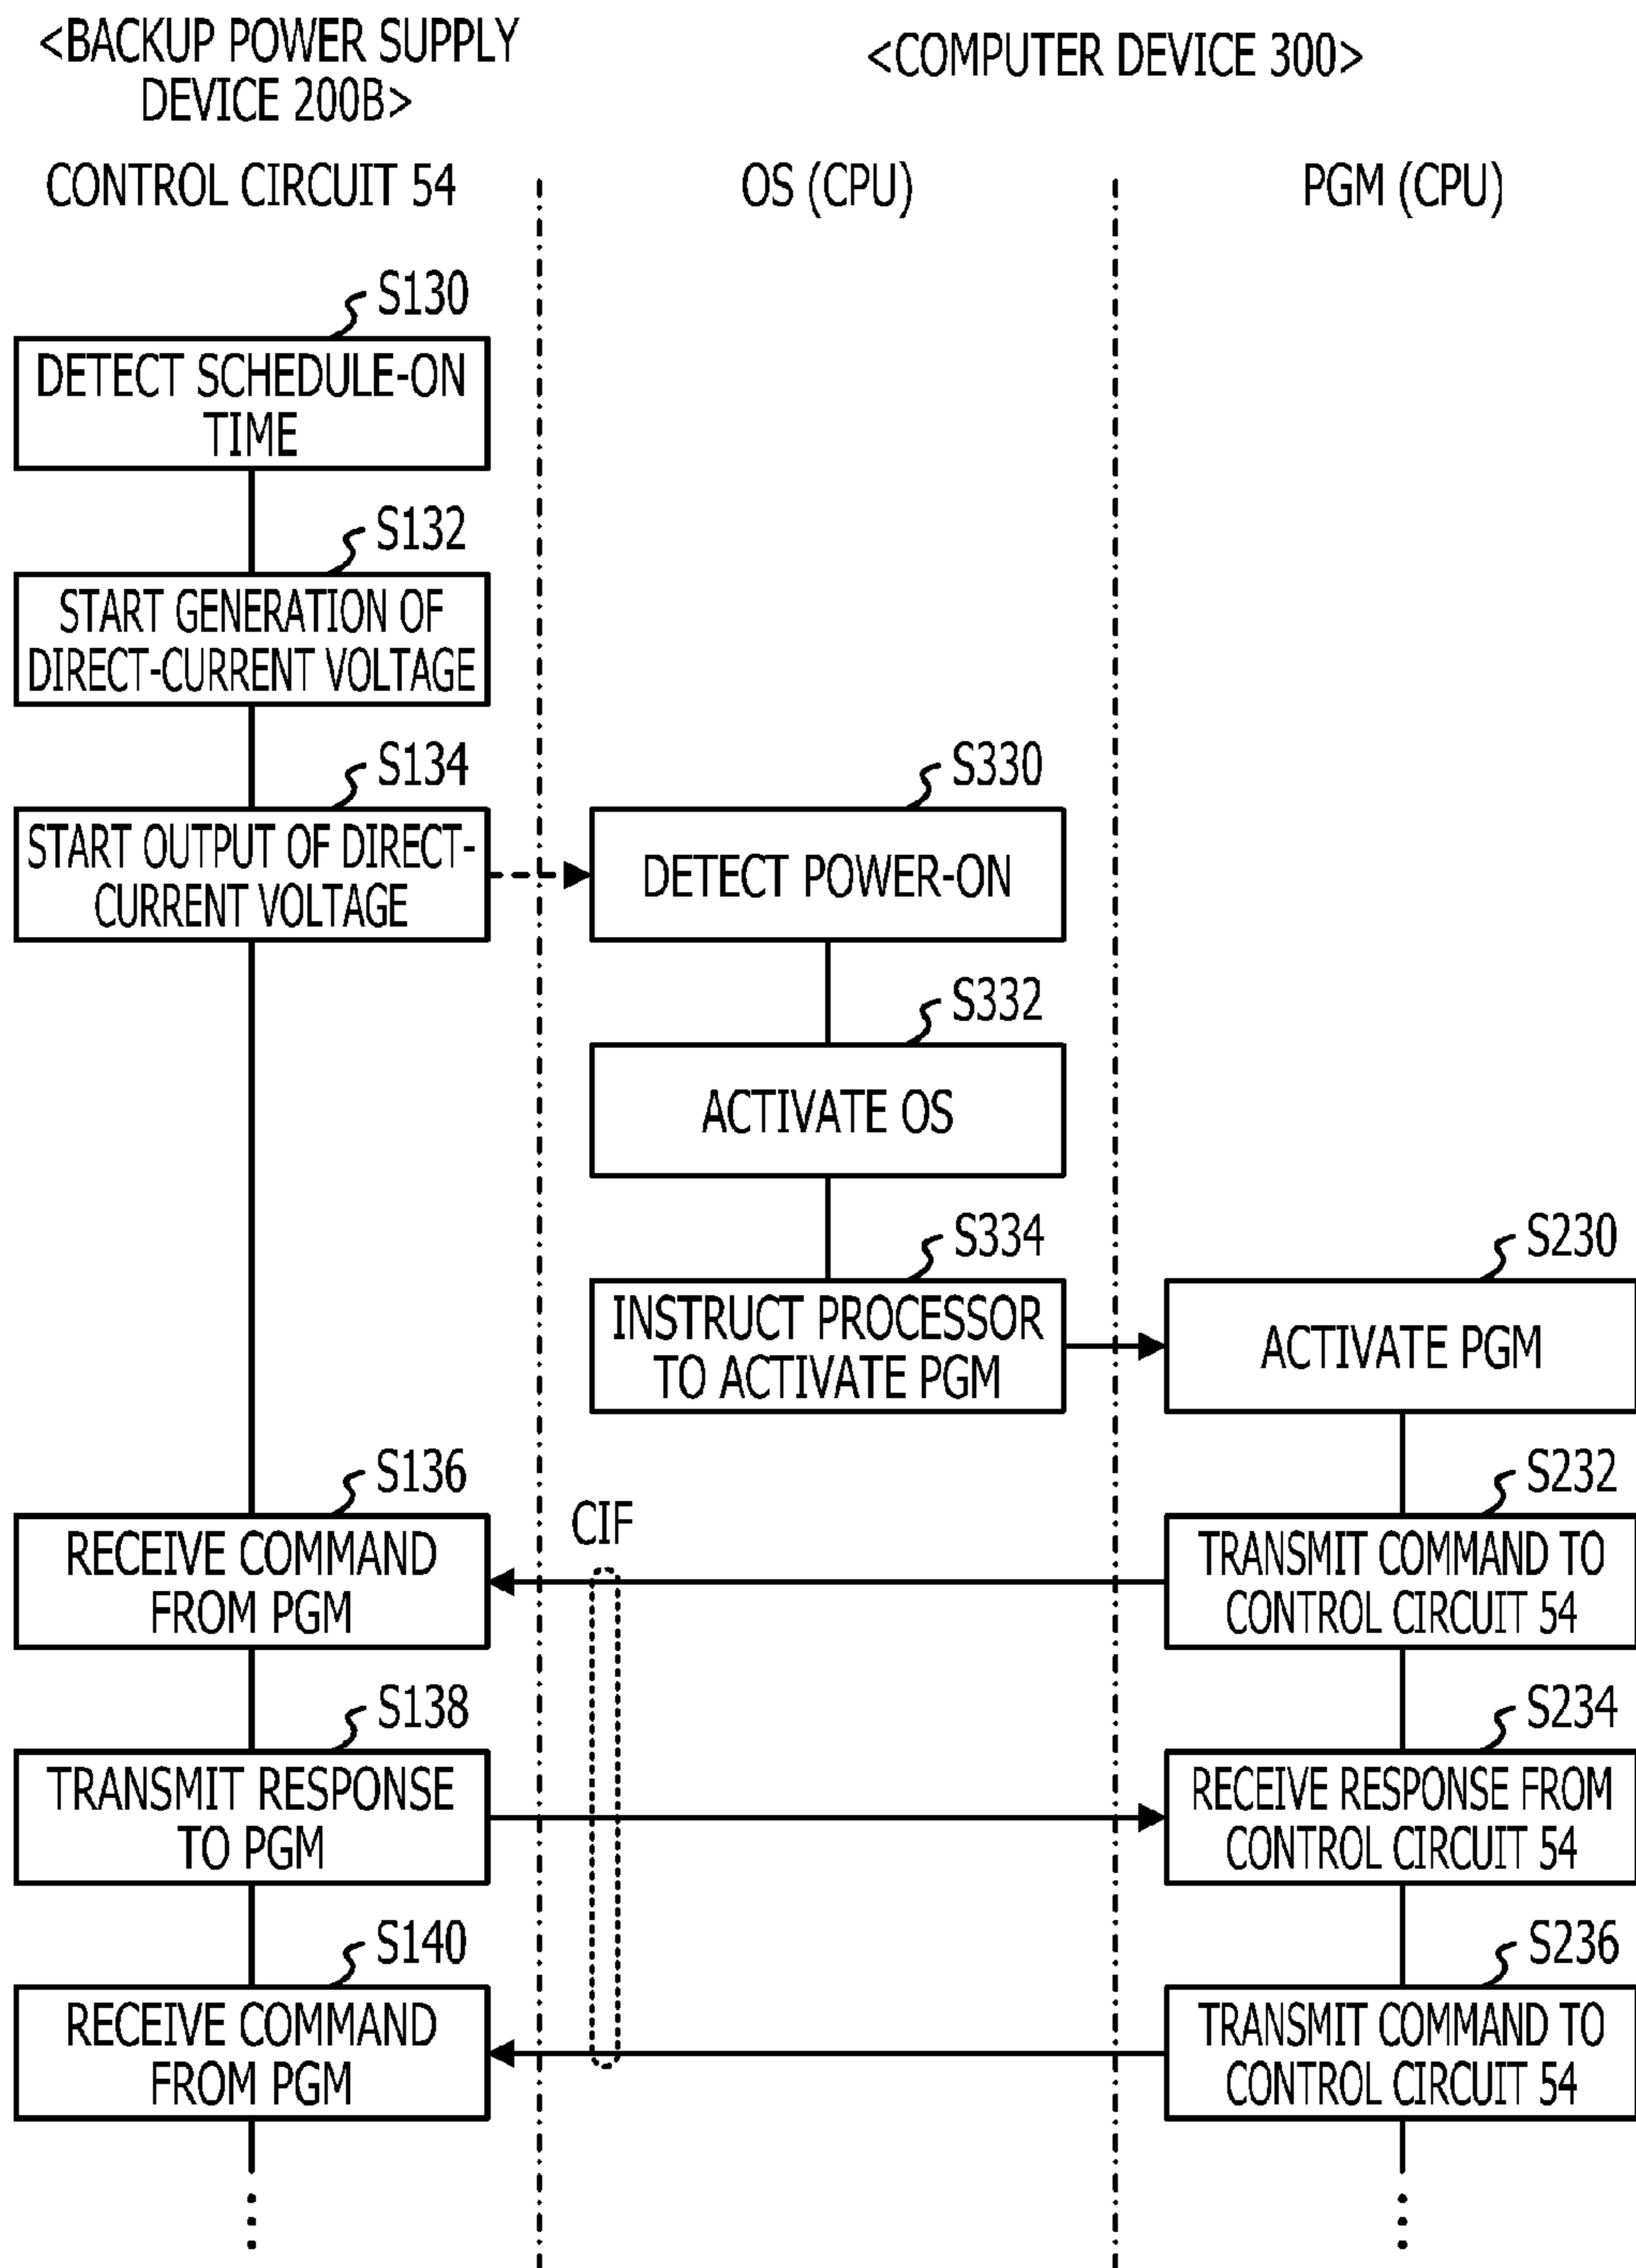 <BACKUP POWER SUPPLY
DEVICE 200B>
<COMPUTER DEVICE 300>
CONTROL CIRCUIT 54
OS (CPU)
PGM (CPU)
S130
DETECT SCHEDULE-ON
TIME
S132
START GENERATION OF
DIRECT-CURRENT VOLTAGE
S134
START OUTPUT OF DIRECT-
CURRENT VOLTAGE
S330
DETECT POWER-ON
S332
ACTIVATE OS
S334
INSTRUCT PROCESSOR
TO ACTIVATE PGM
S230
ACTIVATE PGM
S136
RECEIVE COMMAND
FROM PGM
CIF
S232
TRANSMIT COMMAND TO
CONTROL CIRCUIT 54
S138
TRANSMIT RESPONSE
TO PGM
S234
RECEIVE RESPONSE FROM
CONTROL CIRCUIT 54
S140
RECEIVE COMMAND
FROM PGM
S236
TRANSMIT COMMAND TO
CONTROL CIRCUIT 54